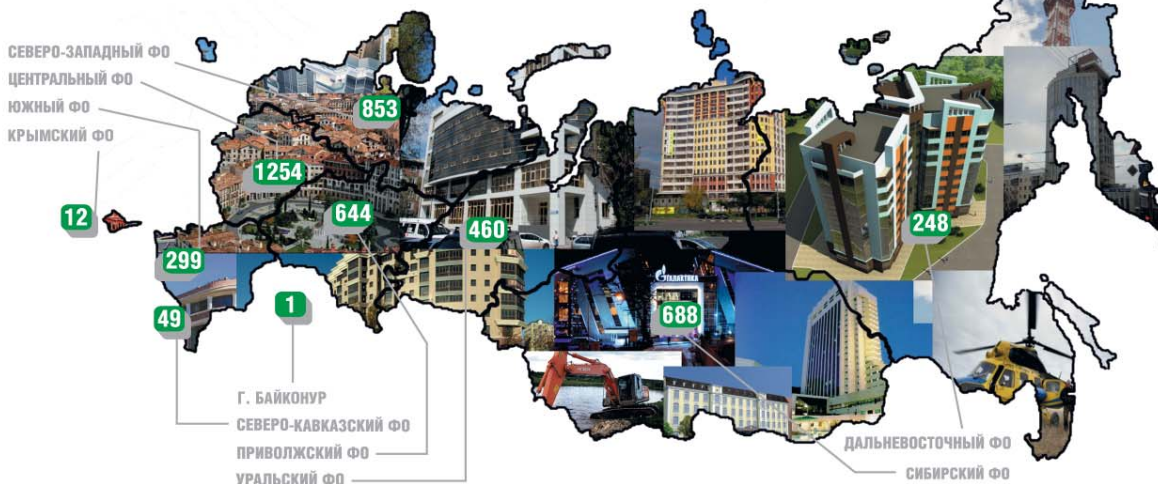 СЕВЕРО-ЗАПАДНЫЙ ФО
ЦЕНТРАЛЬНЫЙ ФО
ЮЖНЫЙ ФО
КРЫМСКИЙ ФО
853
1254
12
644
460
248
299
49
1
ГАЛАКТИКА
688
Г. БАЙКОНУР
СЕВЕРО-КАВКАЗСКИЙ ФО
ПРИВОЛЖСКИЙ ФО
УРАЛЬСКИЙ ФО
ДАЛЬНЕВОСТОЧНЫЙ ФО
СИБИРСКИЙ ФО